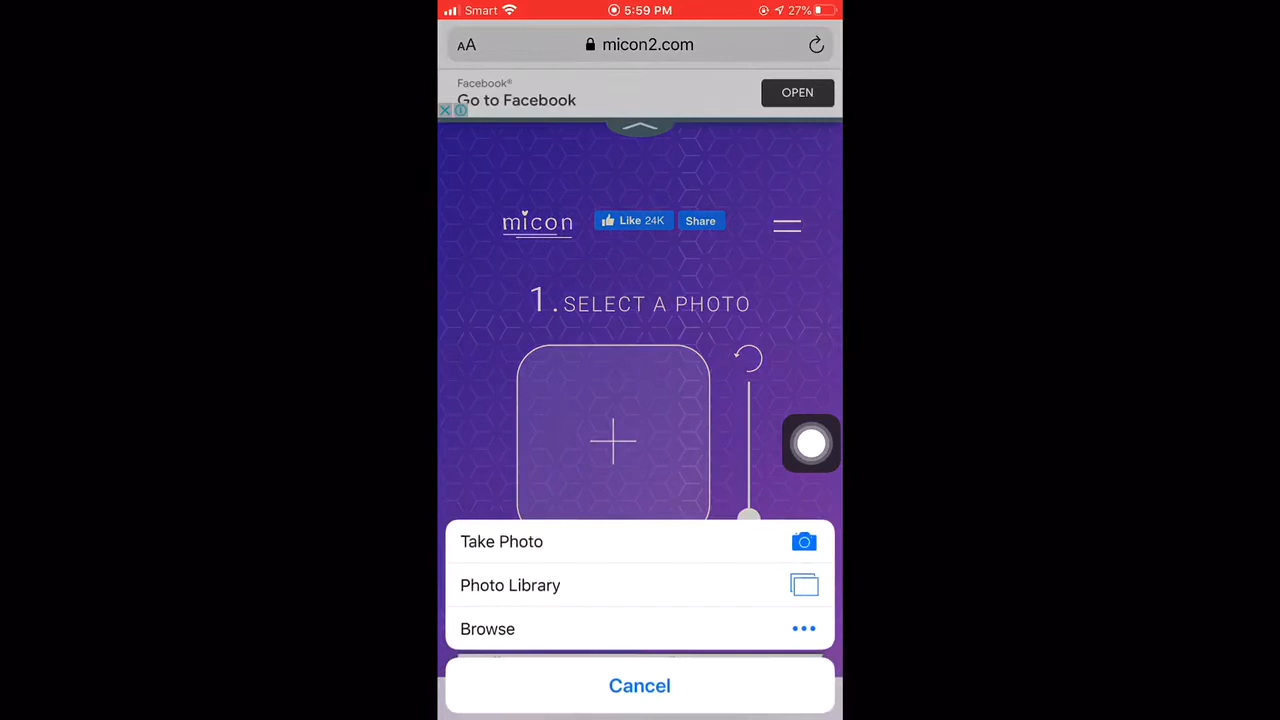 Smart 5:59 PM 27%
AA micon2.com
Facebook®
Go to Facebook
OPEN
micon Like 24K Share
1. SELECT A PHOTO
Take Photo
Photo Library
Browse
Cancel